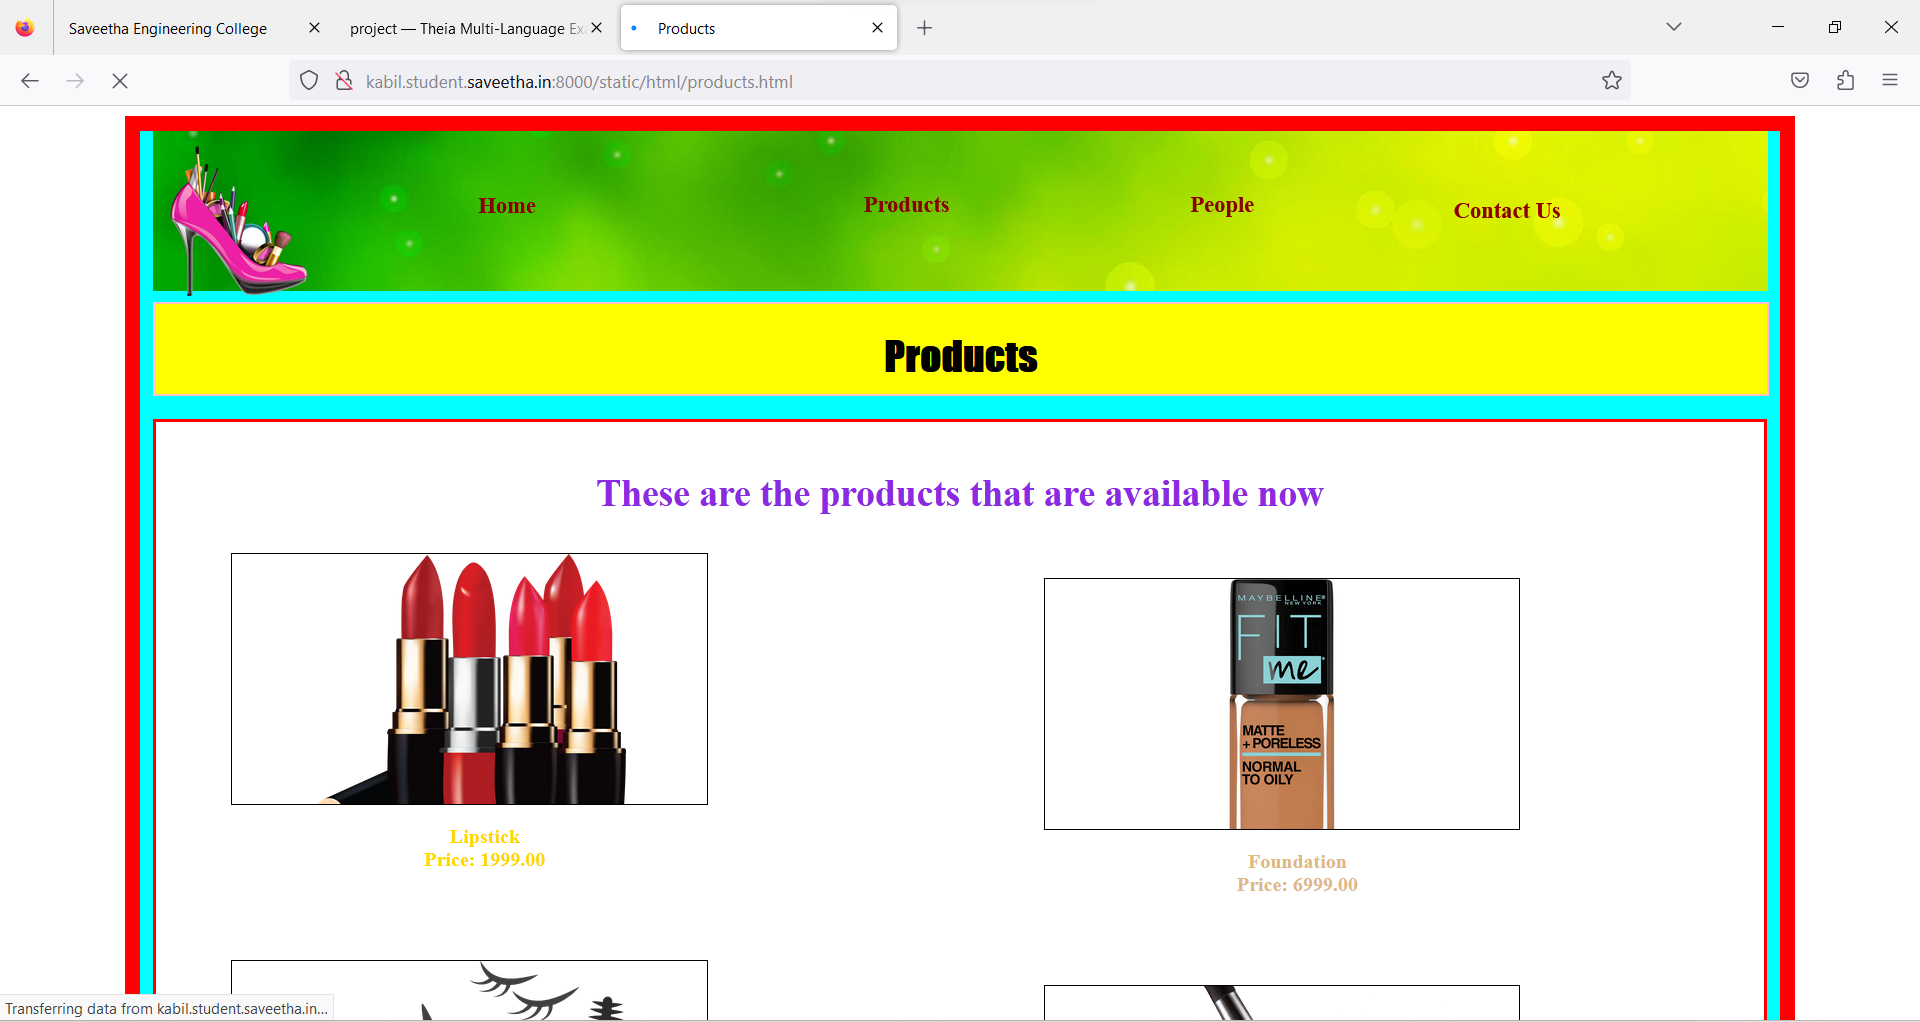 Saveetha Engineering College
project — Theia Multi-Language Ex
Products
kabil.student.saveetha.in:8000/static/html/products.html
Home
Products
People
Contact Us
Products
These are the products that are available now
MAYBELLINE®
NEW YORK
FIT
me
MATTE
+ PORELESS
NORMAL
TO OILY
Lipstick
Price: 1999.00
Foundation
Price: 6999.00
Transferring data from kabil.student.saveetha.in...